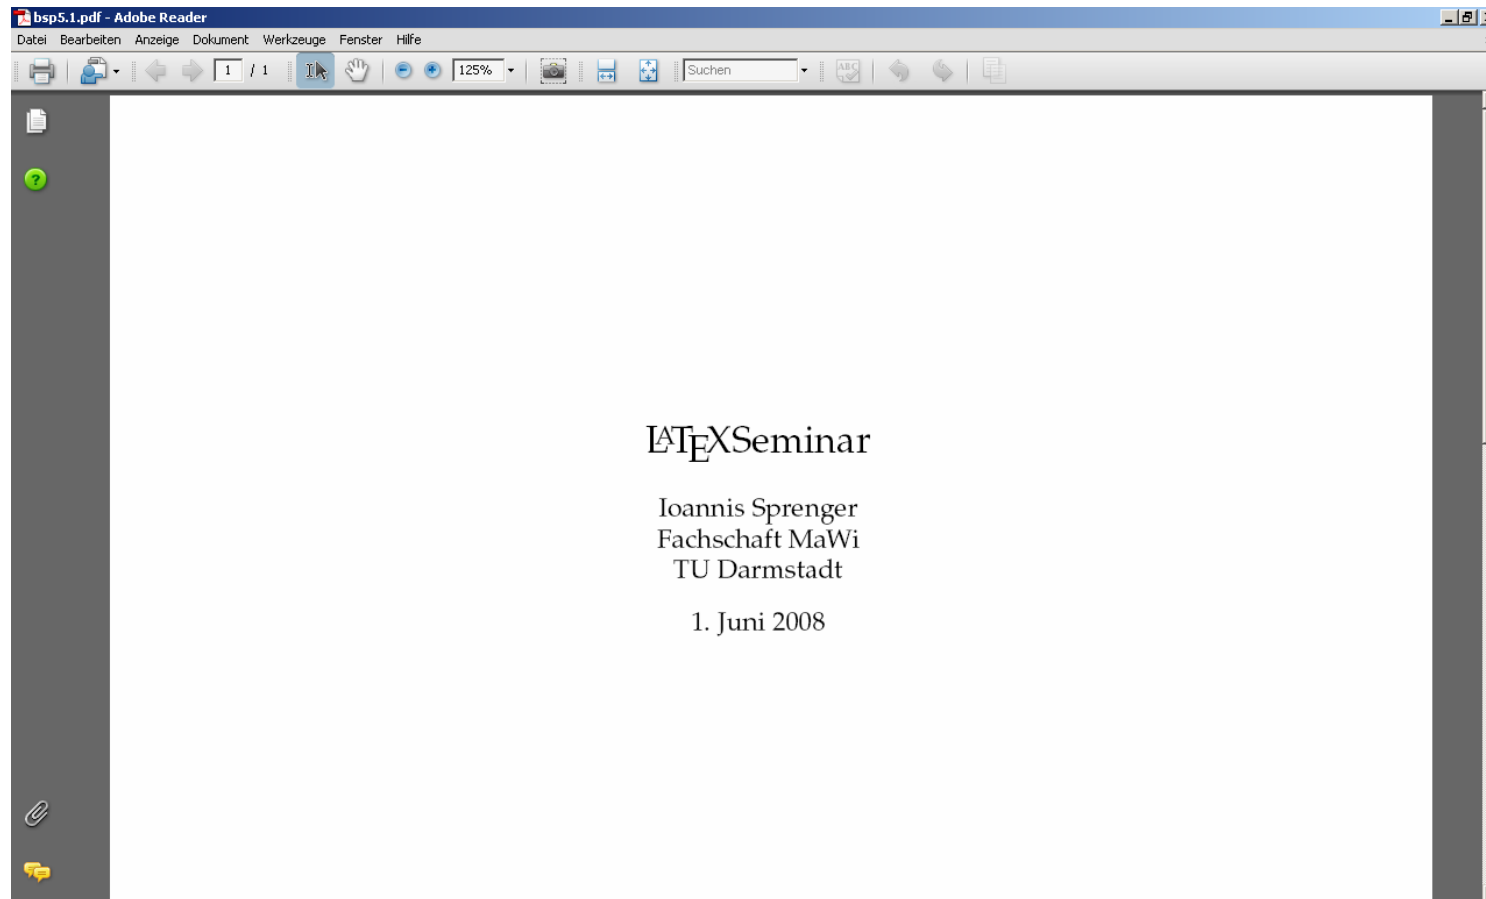 bsp5.1.pdf - Adobe Reader
Datei Bearbeiten Anzeige Dokument Werkzeuge Fenster Hilfe
1 / 1 125% Suchen ABC
LATEXSeminar
Ioannis Sprenger
Fachschaft MaWi
TU Darmstadt
1. Juni 2008